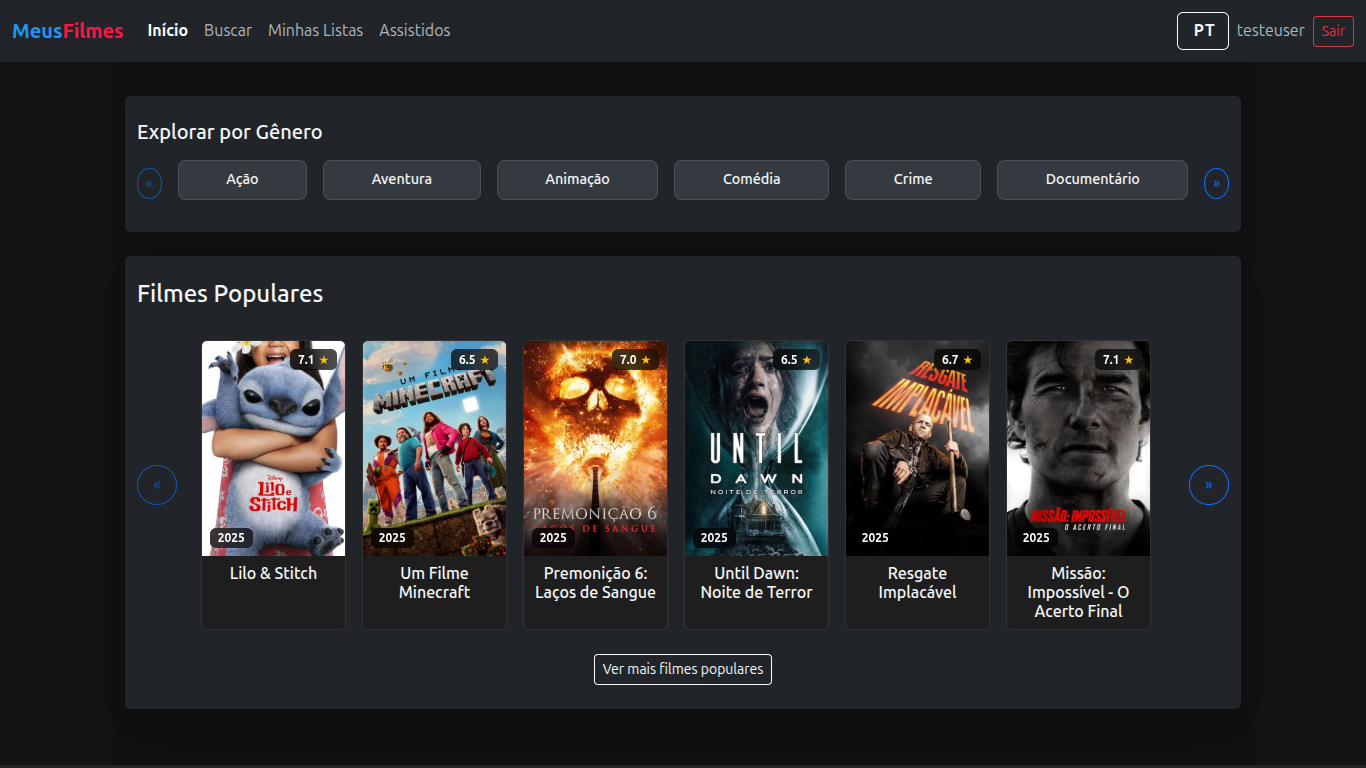 MeusFilmes Início Buscar Minhas Listas Assistidos PT testeuser Sair
Explorar por Gênero
« Ação Aventura Animação Comédia Crime Documentário »
Filmes Populares
7.1 ★ 6.5 ★ 7.0 ★ 6.5 ★ 6.7 ★ 7.1 ★
UM FILME
MINECRAFT
RESGATE
IMPLACÁVEL
UNTIL
DAWN
NOITE DE TERROR
Disney
LILO e
STITCH
PREMONIÇÃO 6
LAÇOS DE SANGUE
MISSÃO: IMPOSSÍVEL
O ACERTO FINAL
« »
2025 2025 2025 2025 2025 2025
Lilo & Stitch
Um Filme
Minecraft
Premonição 6:
Laços de Sangue
Until Dawn:
Noite de Terror
Resgate
Implacável
Missão:
Impossível - O
Acerto Final
Ver mais filmes populares